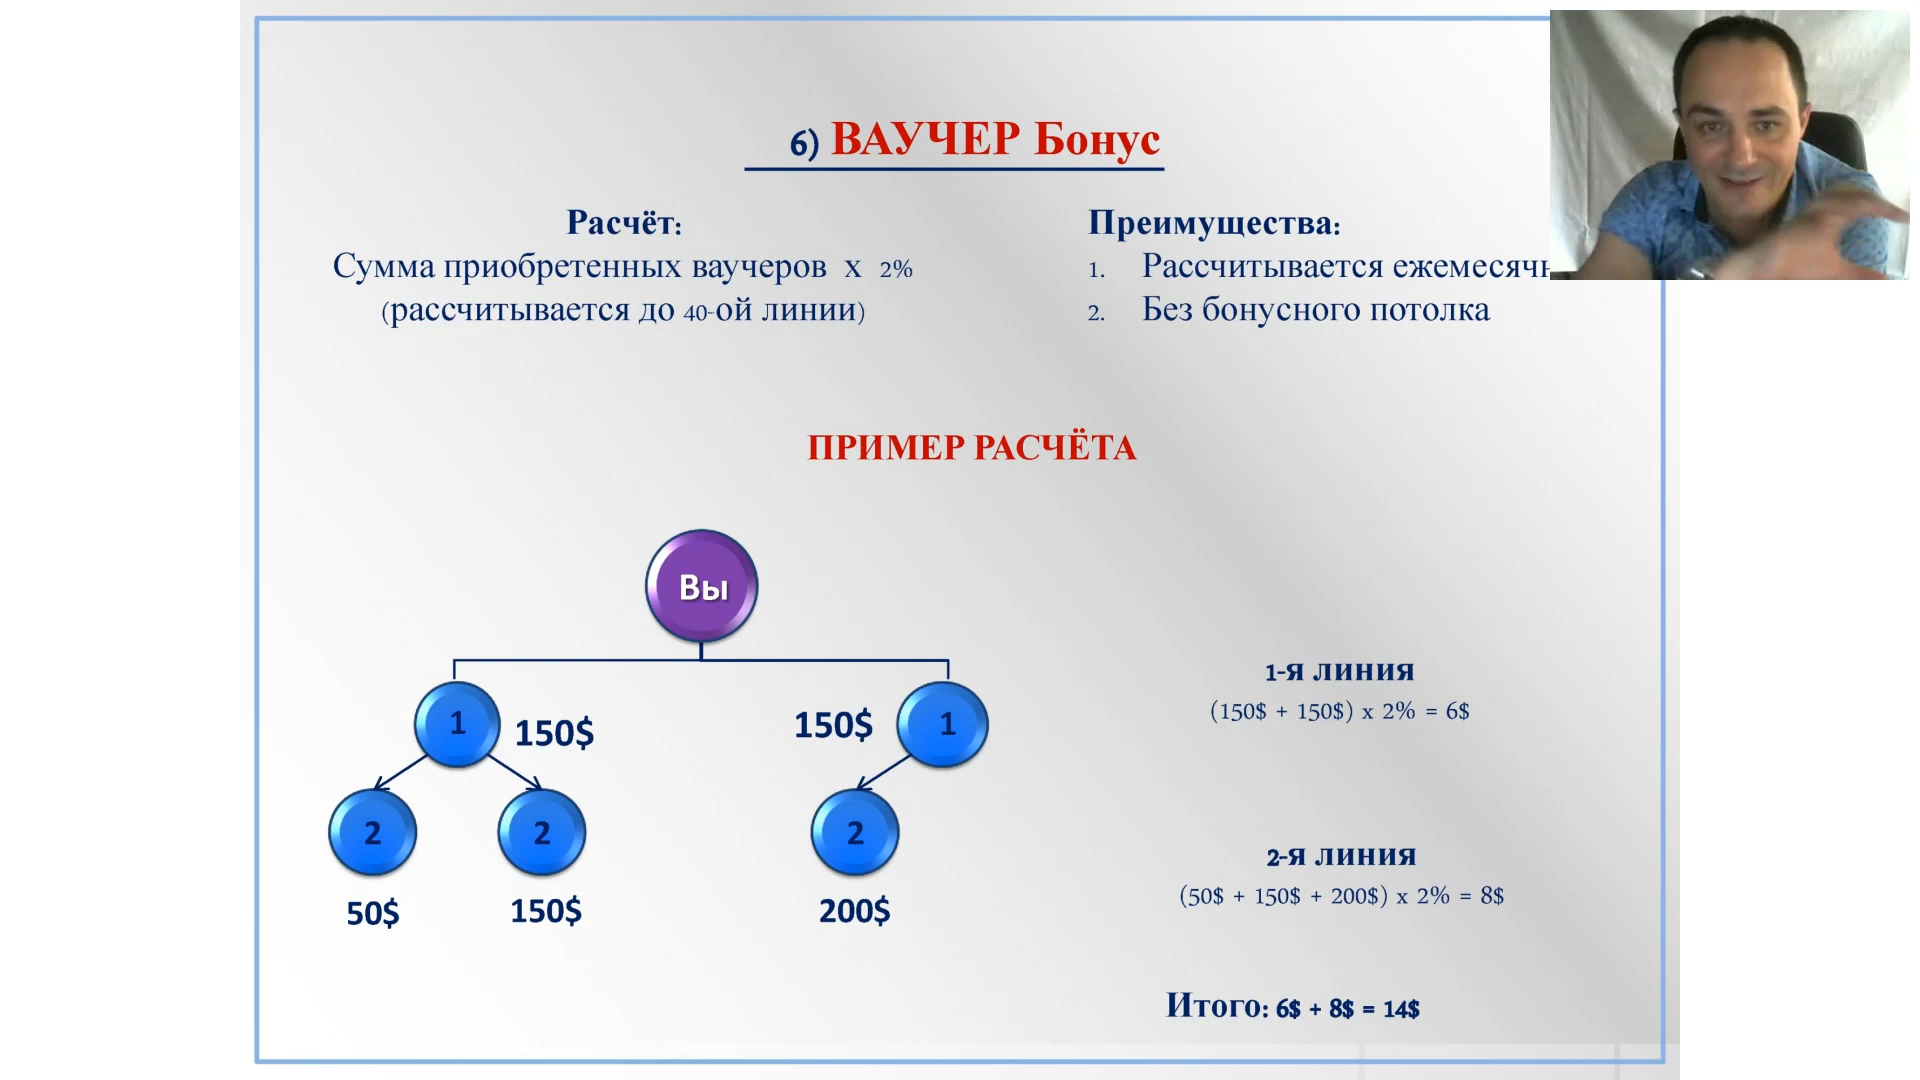 6) ВАУЧЕР Бонус
Расчёт:
Сумма приобретенных ваучеров х 2%
(рассчитывается до 40-ой линии)
Преимущества:
1. Рассчитывается
2. Без бонусного потолка
ПРИМЕР РАСЧЁТА
Вы
1 150$ 150$ 1
2 2 2
50$ 150$ 200$
1-я линия
(150$ + 150$) x 2% = 6$
2-я линия
(50$ + 150$ + 200$) x 2% = 8$
Итого: 6$ + 8$ = 14$